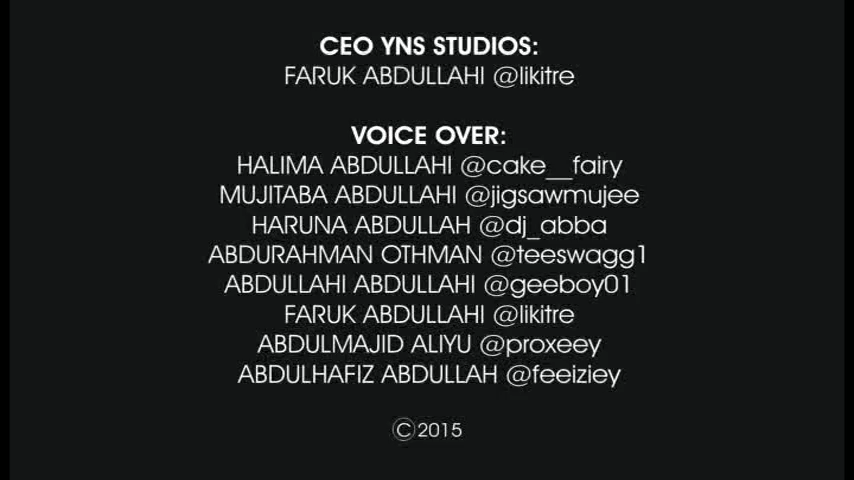 CEO YNS STUDIOS:
FARUK ABDULLAHI @likitre
VOICE OVER:
HALIMA ABDULLAHI @cake__fairy
MUJITABA ABDULLAHI @jigsawmujee
HARUNA ABDULLAH @dj_abba
ABDURAHMAN OTHMAN @teeswagg1
ABDULLAHI ABDULLAHI @geeboy01
FARUK ABDULLAHI @likitre
ABDULMAJID ALIYU @proxeey
ABDULHAFIZ ABDULLAH @feeiziey
©2015